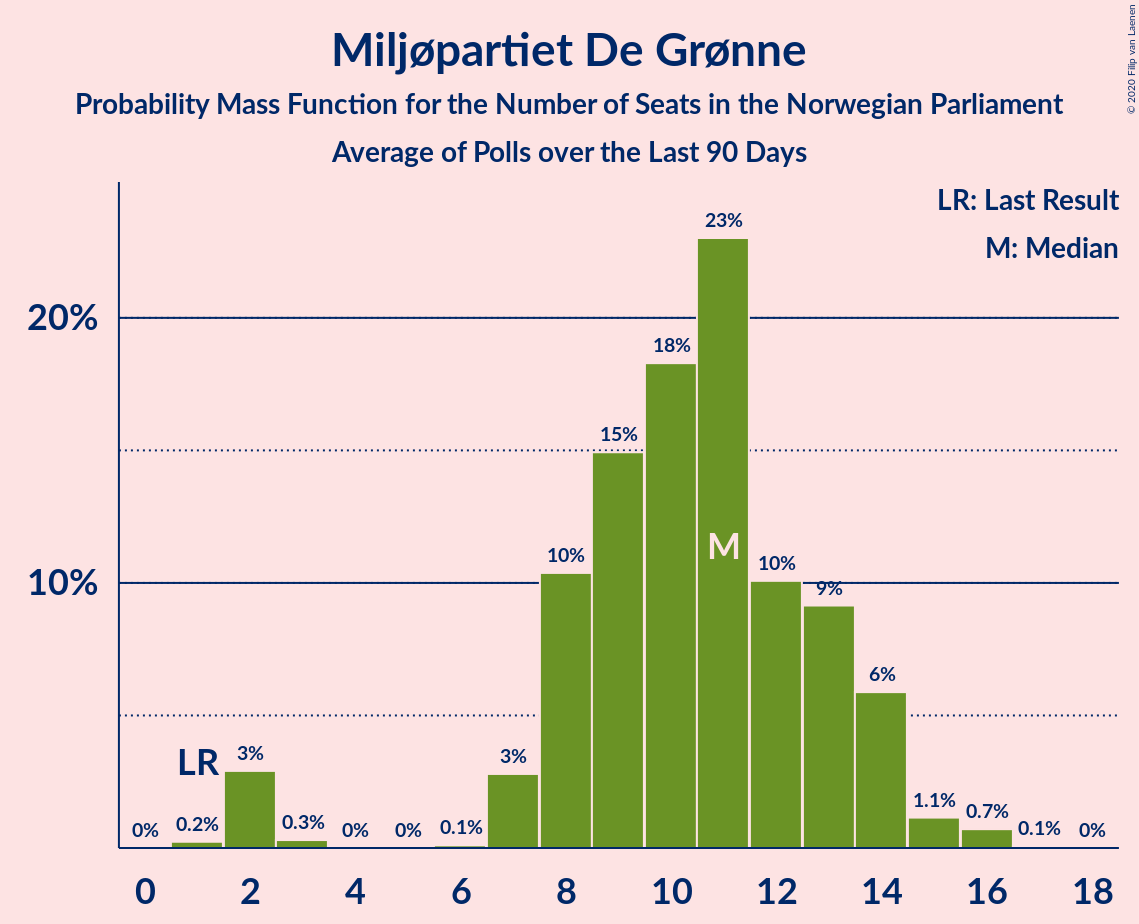 Miljøpartiet De Grønne
Probability Mass Function for the Number of Seats in the Norwegian Parliament
Average of Polls over the Last 90 Days
© 2020 Filip van Laenen
LR: Last Result
M: Median
20%
10%
0%
0.2%
LR
3%
0.3%
0%
0%
0.1%
3%
10%
15%
18%
23%
M
10%
9%
6%
1.1%
0.7%
0.1%
0%
0 2 4 6 8 10 12 14 16 18